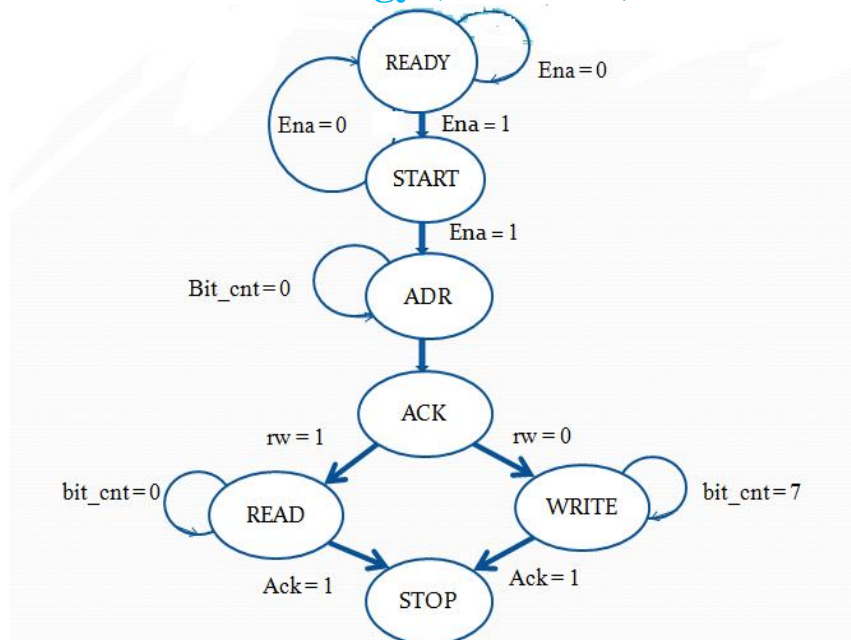 READY
Ena=0
Ena=0
Ena = 1
START
Ena = 1
Bit_cnt=0
ADR
ACK
rw = 1
rw = 0
bit_cnt=0
READ
WRITE
bit_cnt=7
Ack= 1
Ack= 1
STOP